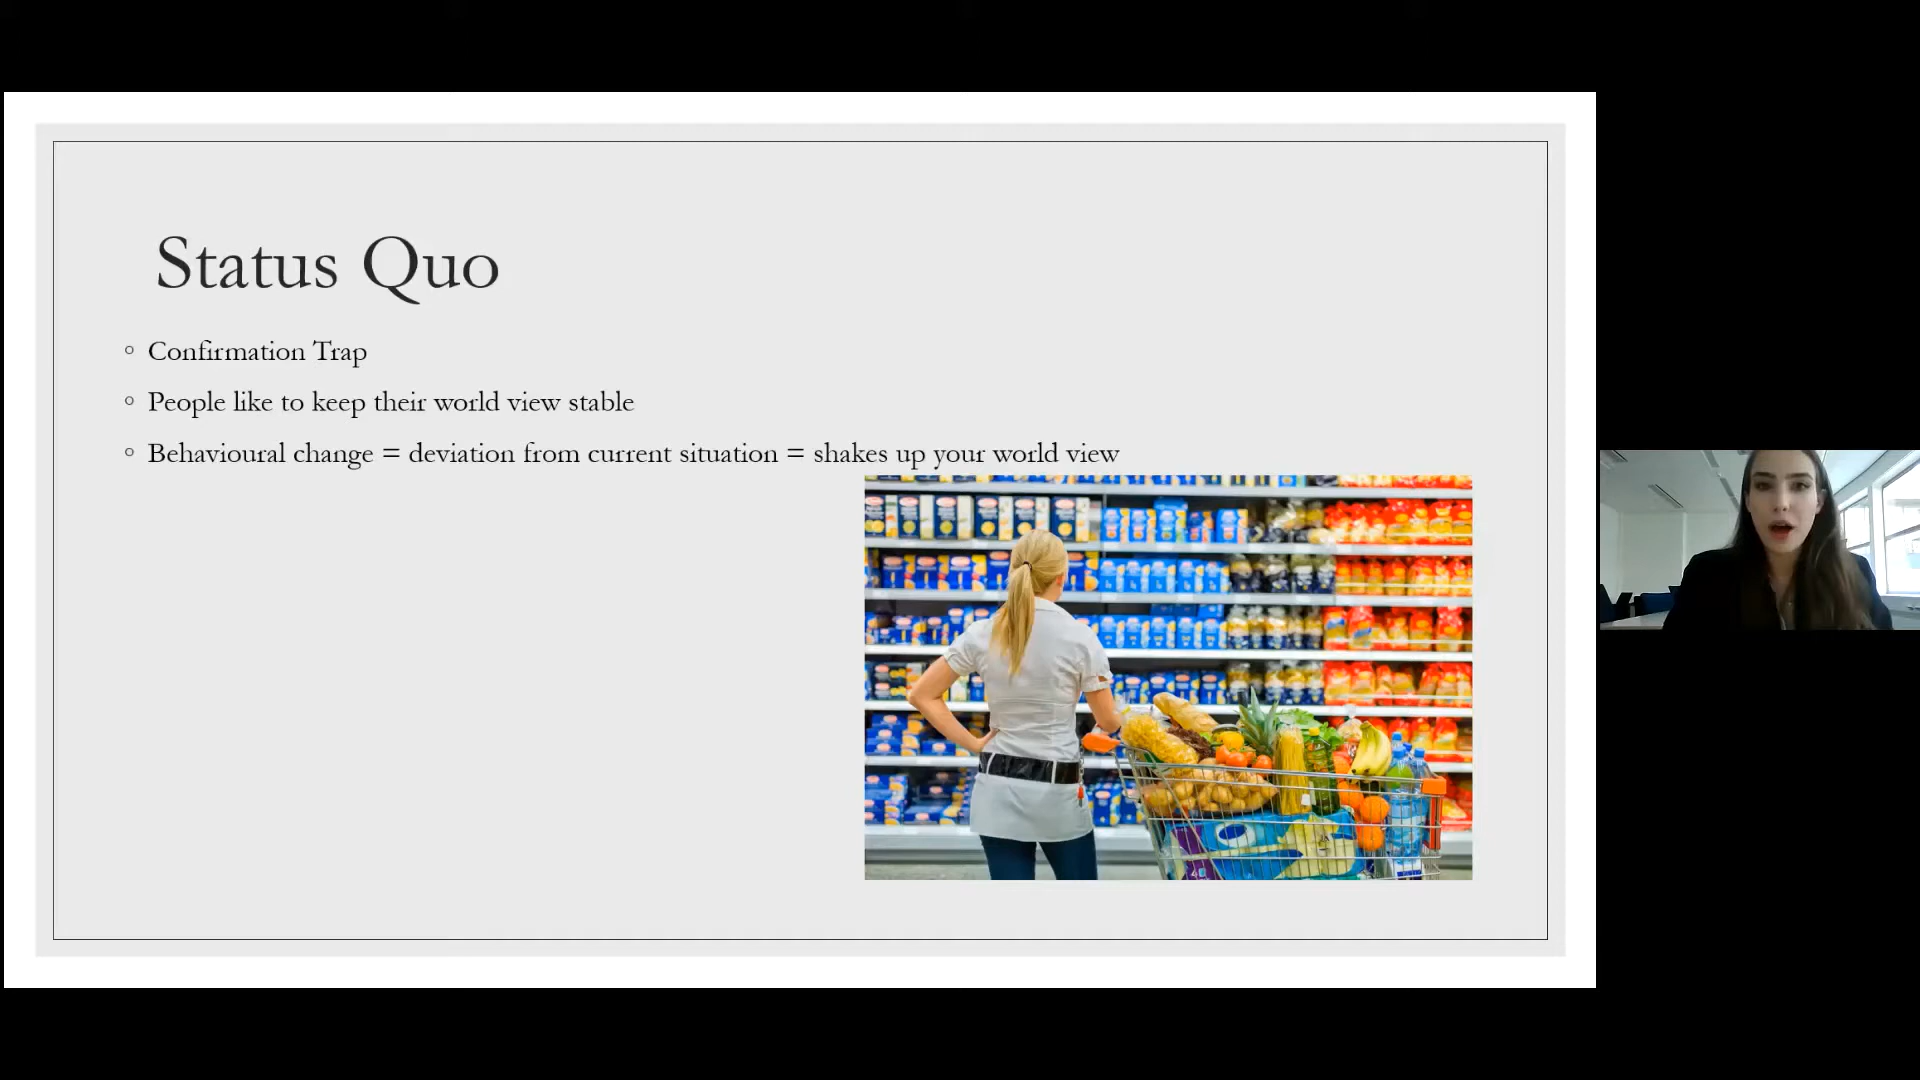 Status Quo
Confirmation Trap
People like to keep their world view stable
Behavioural change = deviation from current situation = shakes up your world view